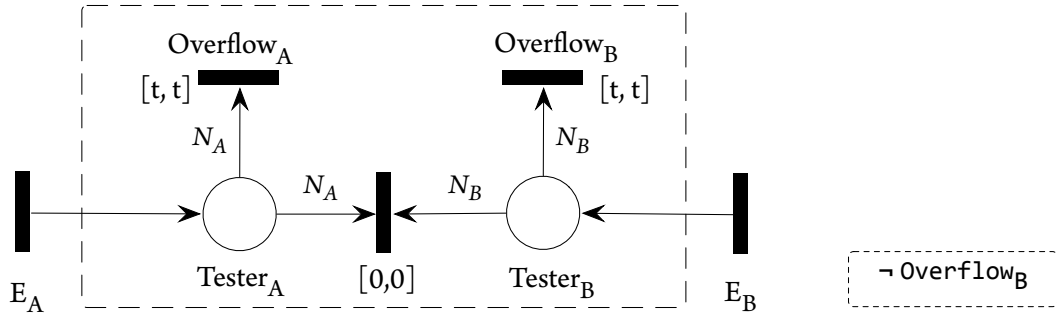 Overflow_A Overflow_B
[t, t] [t, t]
N_A N_B
N_A N_B
Tester_A [0,0] Tester_B
E_A E_B
¬ Overflow_B